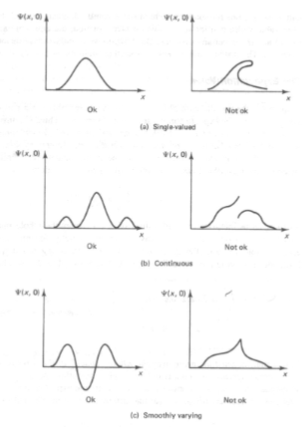 Ψ(x, 0) Ψ(x, 0)
x x
Ok Not ok
(a) Single-valued
Ψ(x, 0) Ψ(x, 0)
x x
Ok Not ok
(b) Continuous
Ψ(x, 0) Ψ(x, 0)
x x
Ok Not ok
(c) Smoothly varying